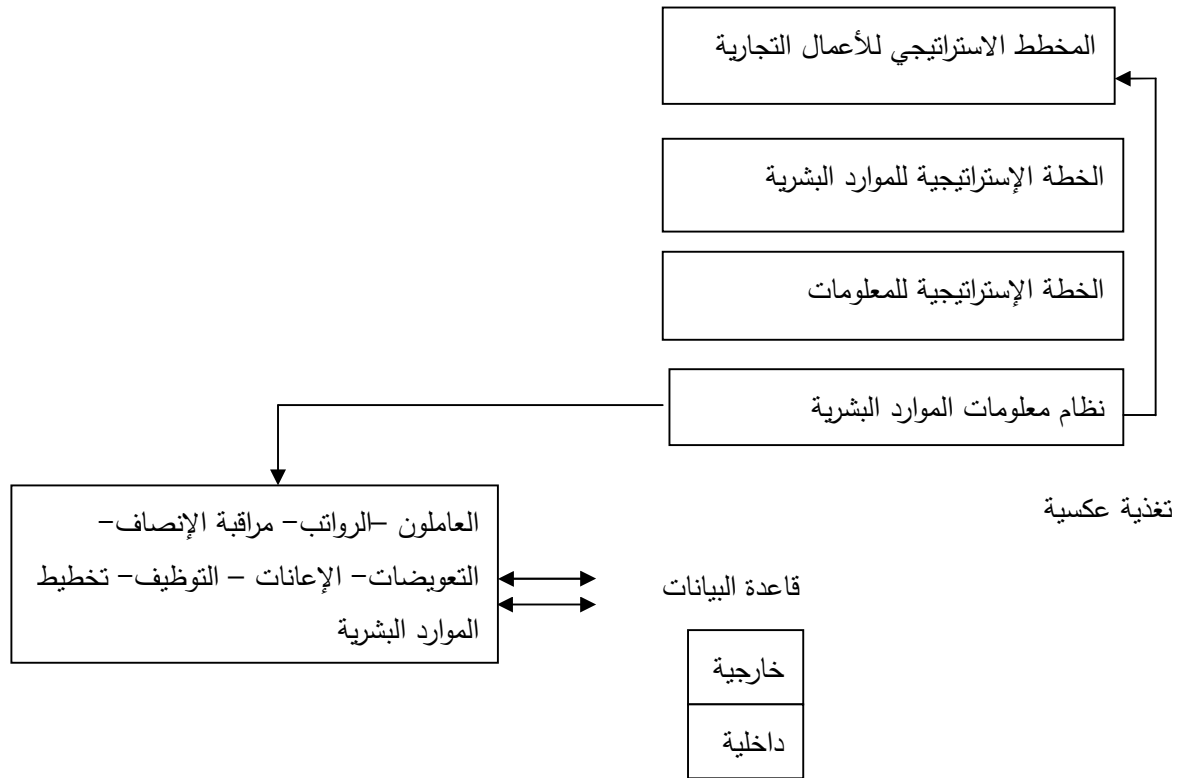 المخطط الاستراتيجي للأعمال التجارية
الخطة الإستراتيجية للموارد البشرية
الخطة الإستراتيجية للمعلومات
نظام معلومات الموارد البشرية
تغذية عكسية
العاملون –الرواتب– مراقبة الإنصاف–
التعويضات– الإعانات – التوظيف– تخطيط
الموارد البشرية
قاعدة البيانات
خارجية
داخلية